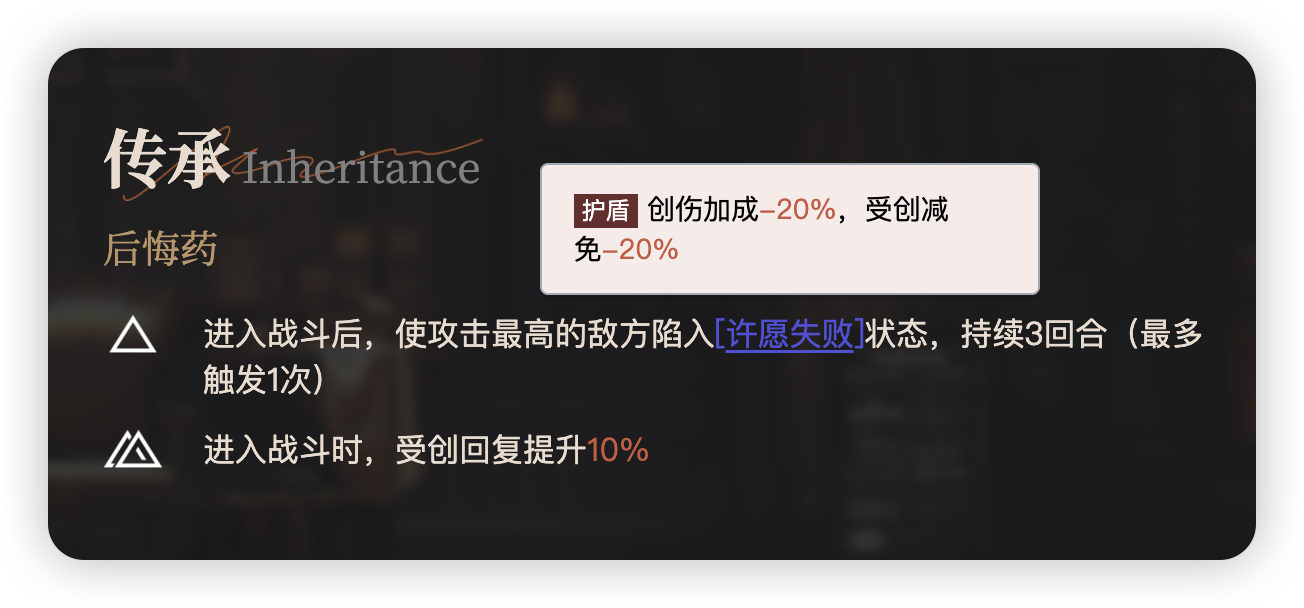 传承 Inheritance
护盾 创伤加成-20%，受创减
免-20%
后悔药
进入战斗后，使攻击最高的敌方陷入[许愿失败]状态，持续3回合（最多
触发1次）
进入战斗时，受创回复提升10%